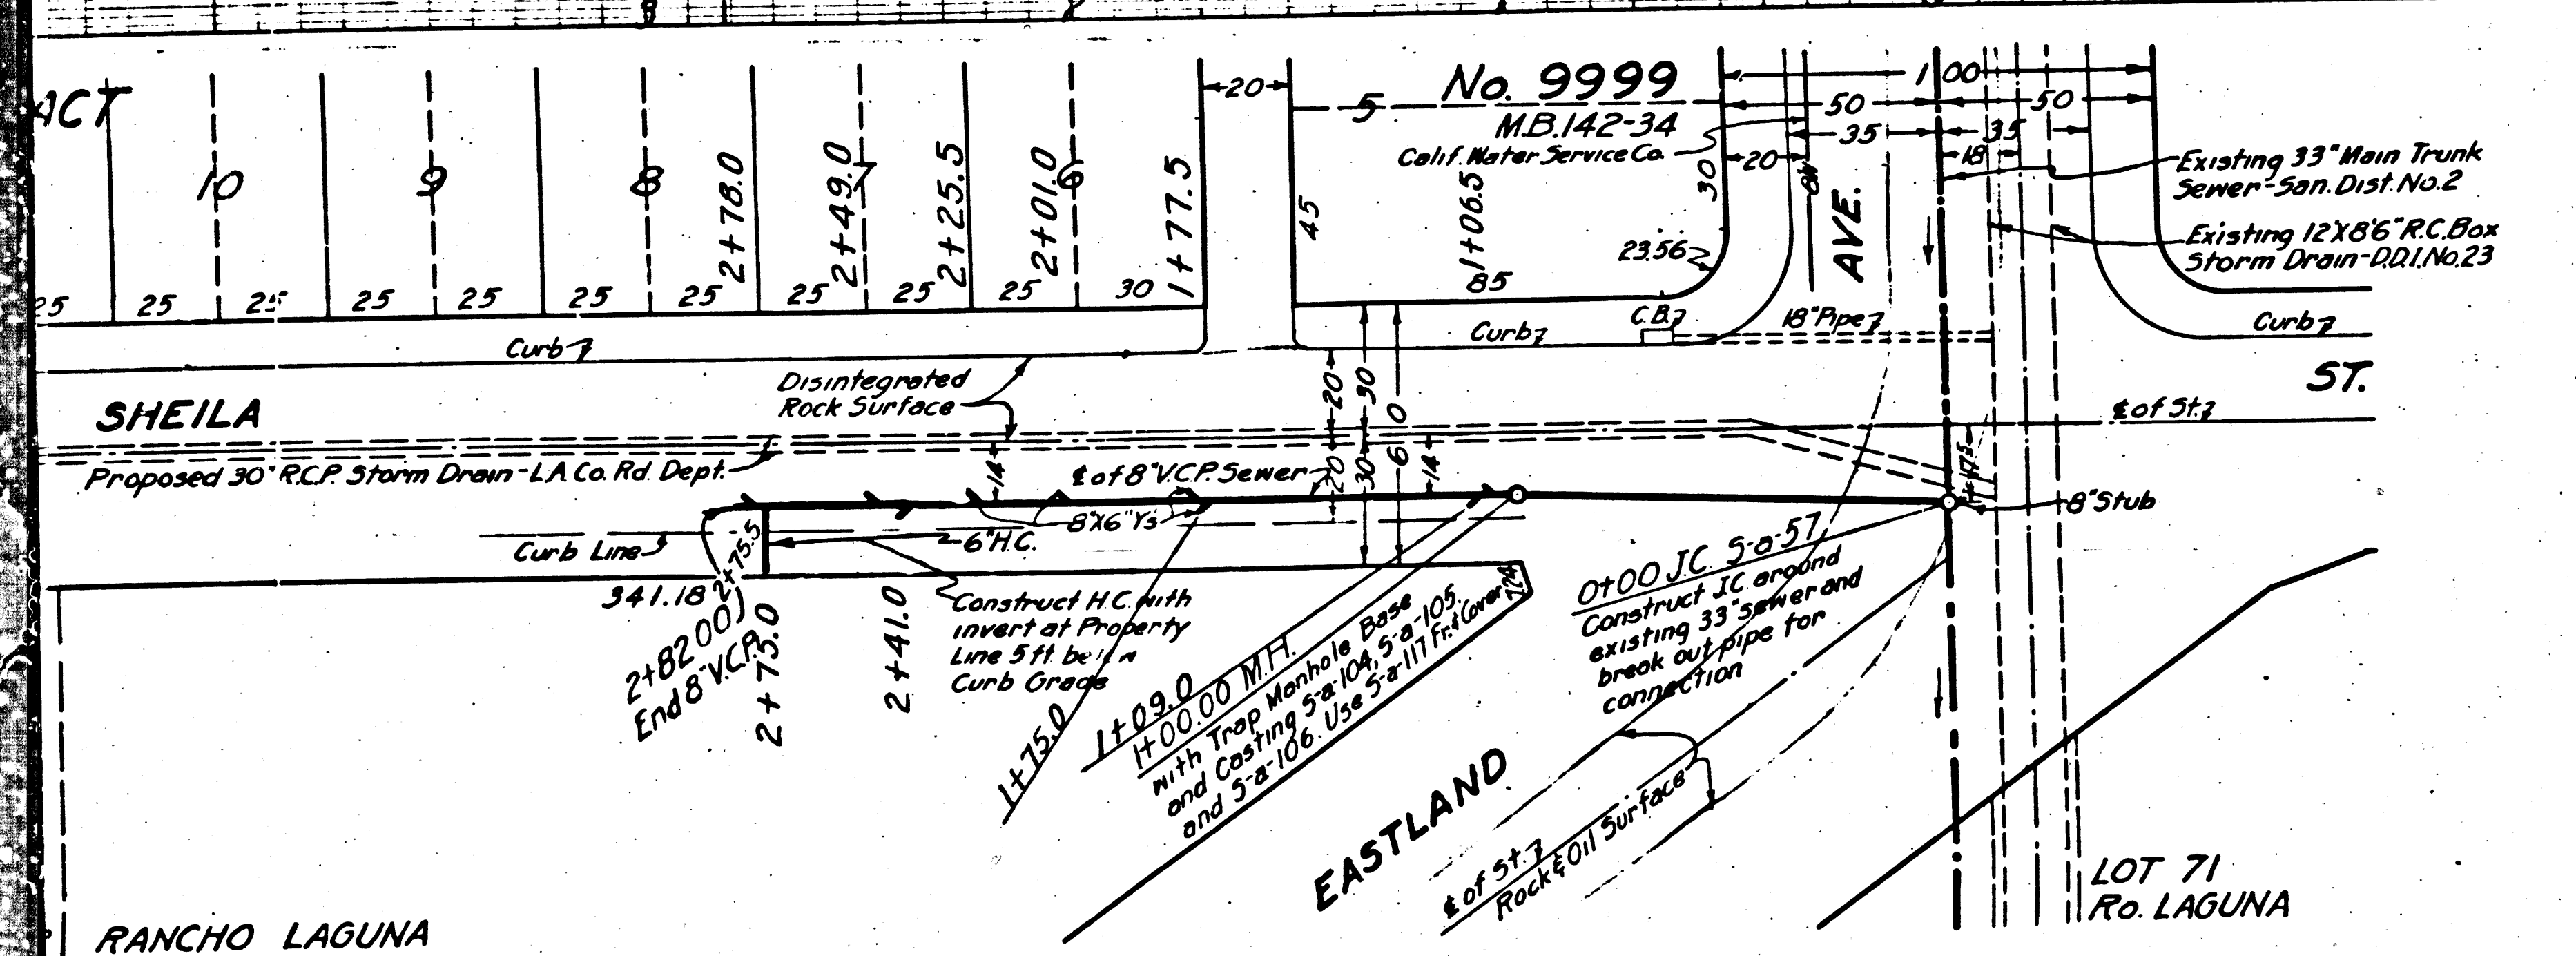 ACT
10
9
8
7
6
5
No. 9999
M.B. 142-34
Calif. Water Service Co.
20
1 00
50
50
35
35
20
18
30
45
85
23.56
AVE.
Existing 33" Main Trunk
Sewer-San. Dist. No. 2
Existing 12'X8'6" R.C. Box
Storm Drain-D.D.I. No. 23
2+78.0
2+49.0
2+25.5
2+01.0
1+77.5
1+06.5
25
25
25
25
25
25
25
25
25
25
30
Curb
Curb
C.B.
18" Pipe
Curb
Disintegrated
Rock Surface
SHEILA
ST.
℄ of St.
Proposed 30" R.C.P. Storm Drain-L.A. Co. Rd. Dept.
14
℄ of 8" V.C.P. Sewer
20
30
60
20
30
14
17.5
8" Stub
8"X6" Ys
6" H.C.
Curb Line
341.18
2+75.5
2+82.00
End 8" V.C.P.
2+75.0
2+41.0
Construct H.C. with
invert at Property
Line 5 ft. below
Curb Grade
1+75.0
1+09.0
1+00.00 M.H.
with Trap Manhole Base
and Casting S-a-104, S-a-105,
and S-a-106. Use S-a-117 Fr. & Cover
0+00 J.C. S-a-57
Construct J.C. around
existing 33" sewer and
break out pipe for
connection
EASTLAND
℄ of St.
Rock & Oil Surface
LOT 71
RO. LAGUNA
RANCHO LAGUNA